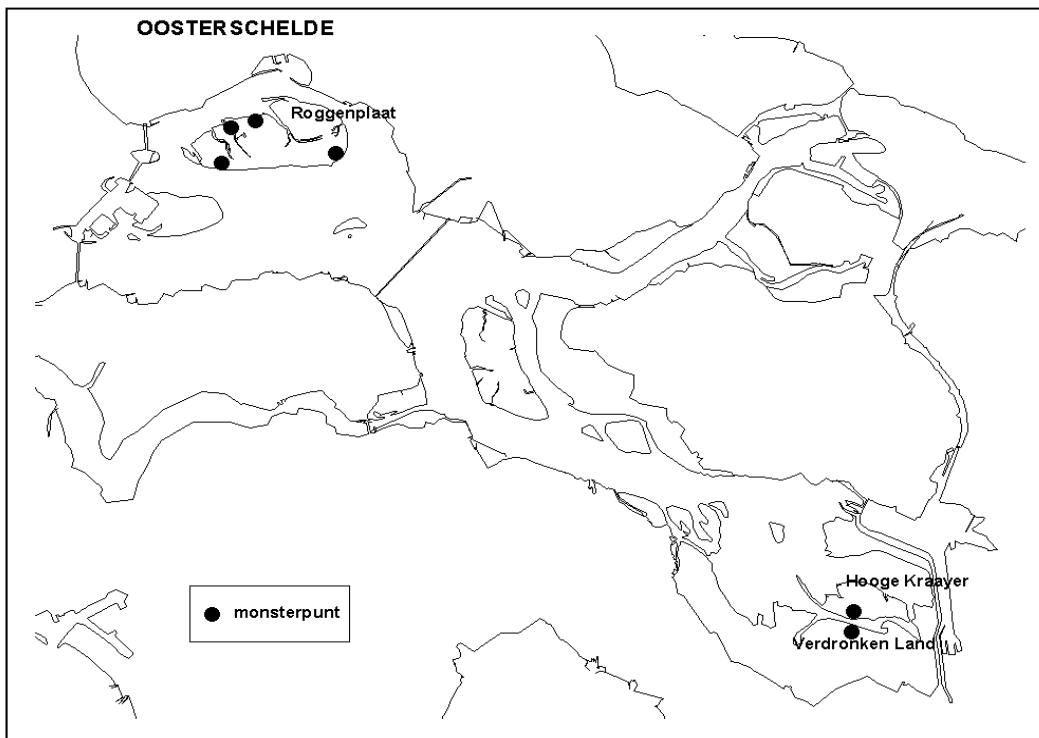 OOSTERSCHELDE
Roggenplaat
Hooge Kraayer
monsterpunt
Verdronken Land